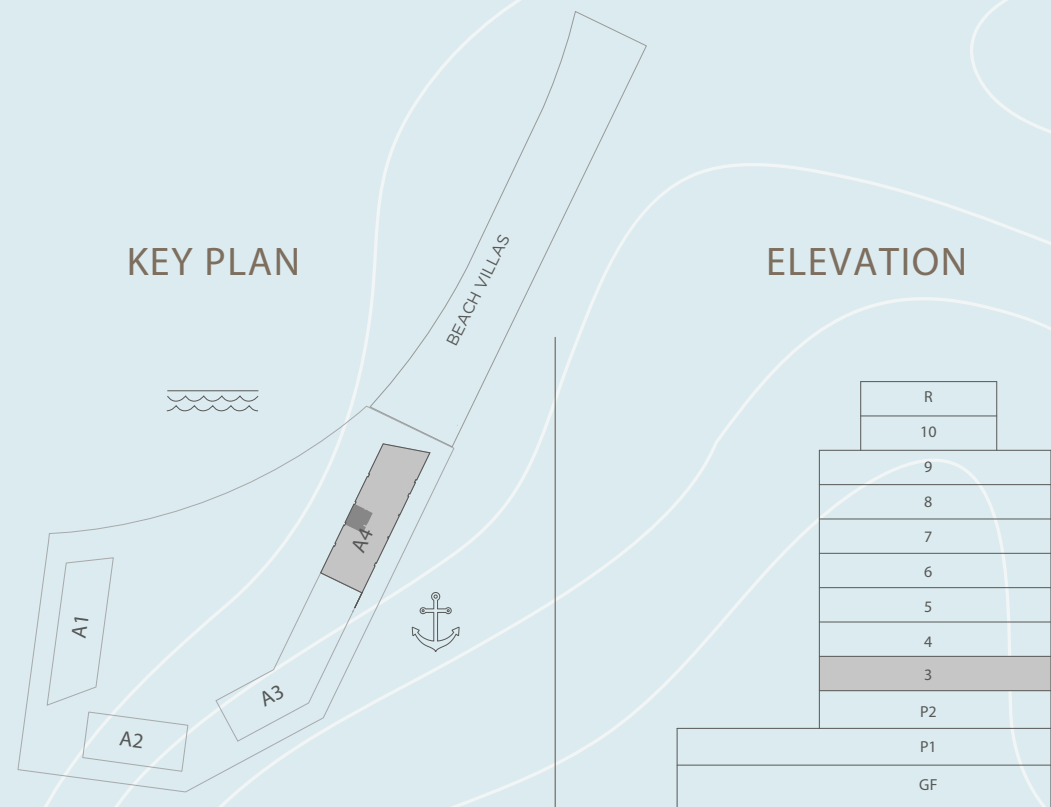 KEY PLAN
ELEVATION
BEACH VILLAS
A4
A1
A3
A2
R
10
9
8
7
6
5
4
3
P2
P1
GF